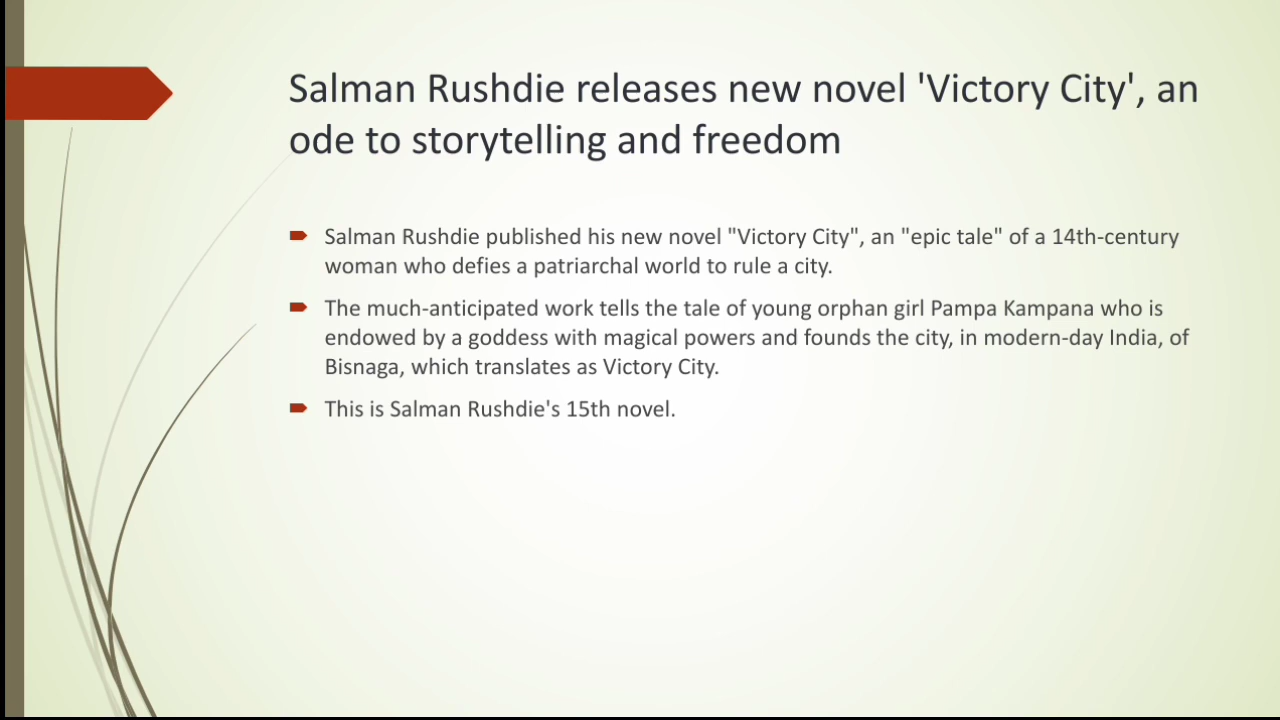 Salman Rushdie releases new novel 'Victory City', an
ode to storytelling and freedom
Salman Rushdie published his new novel "Victory City", an "epic tale" of a 14th-century
woman who defies a patriarchal world to rule a city.
The much-anticipated work tells the tale of young orphan girl Pampa Kampana who is
endowed by a goddess with magical powers and founds the city, in modern-day India, of
Bisnaga, which translates as Victory City.
This is Salman Rushdie's 15th novel.